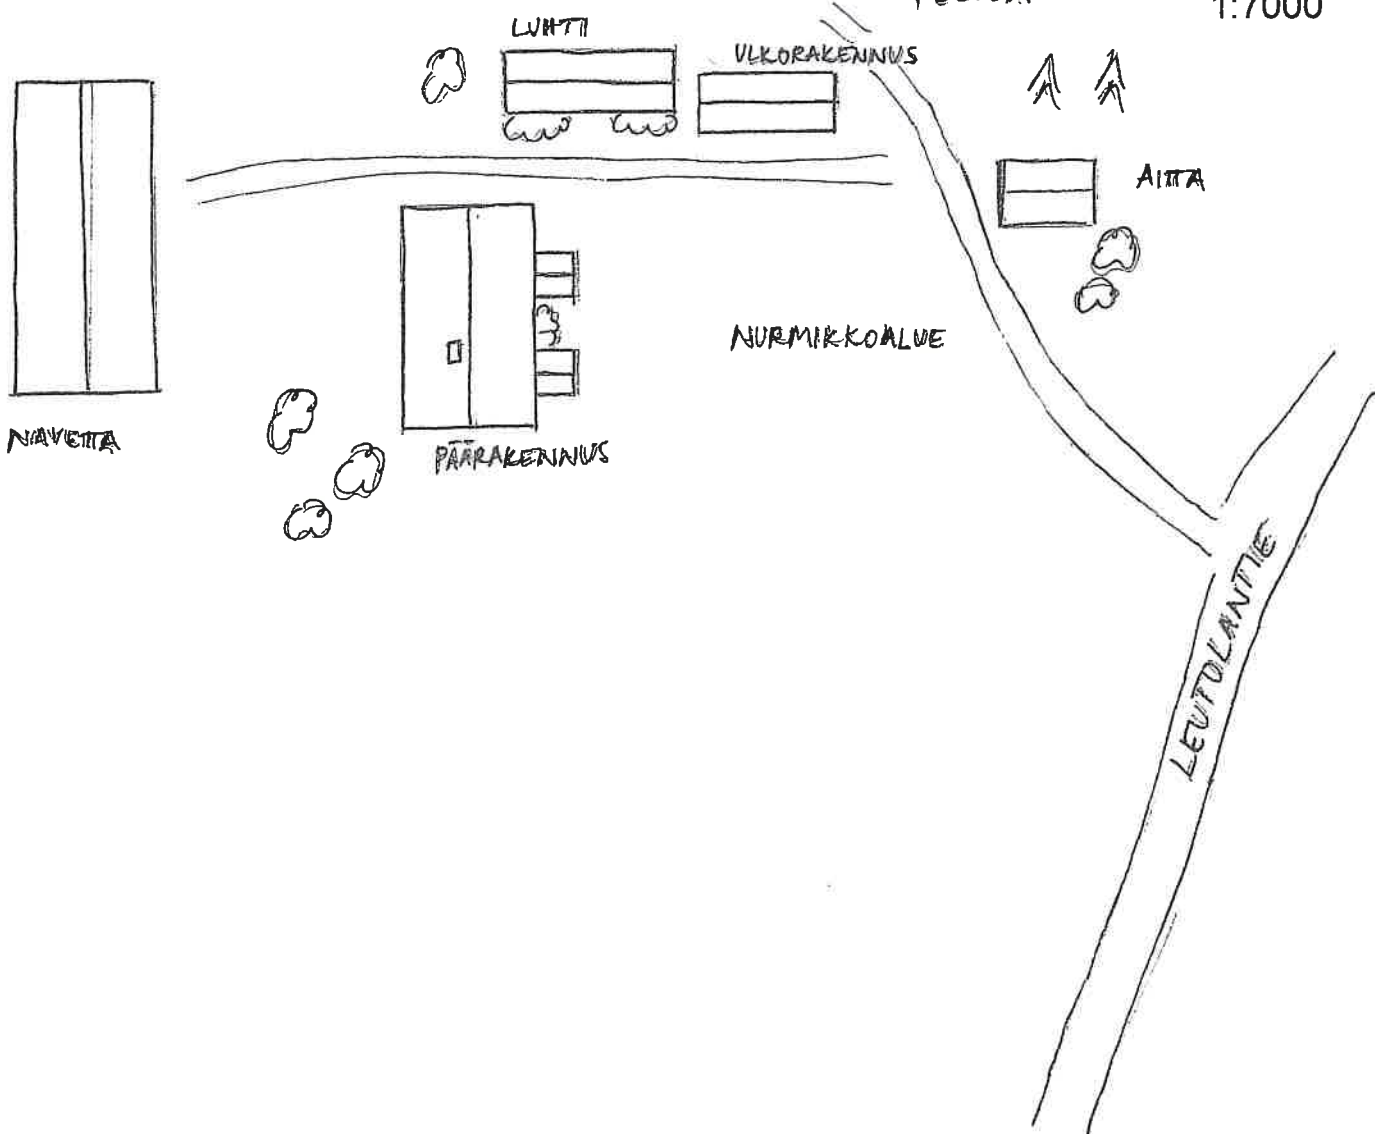 1:7000
LUHTI
ULKORAKENNUS
AITTA
NURMIKKOALUE
NAVETTA
PÄÄRAKENNUS
LEUTOLANTIE